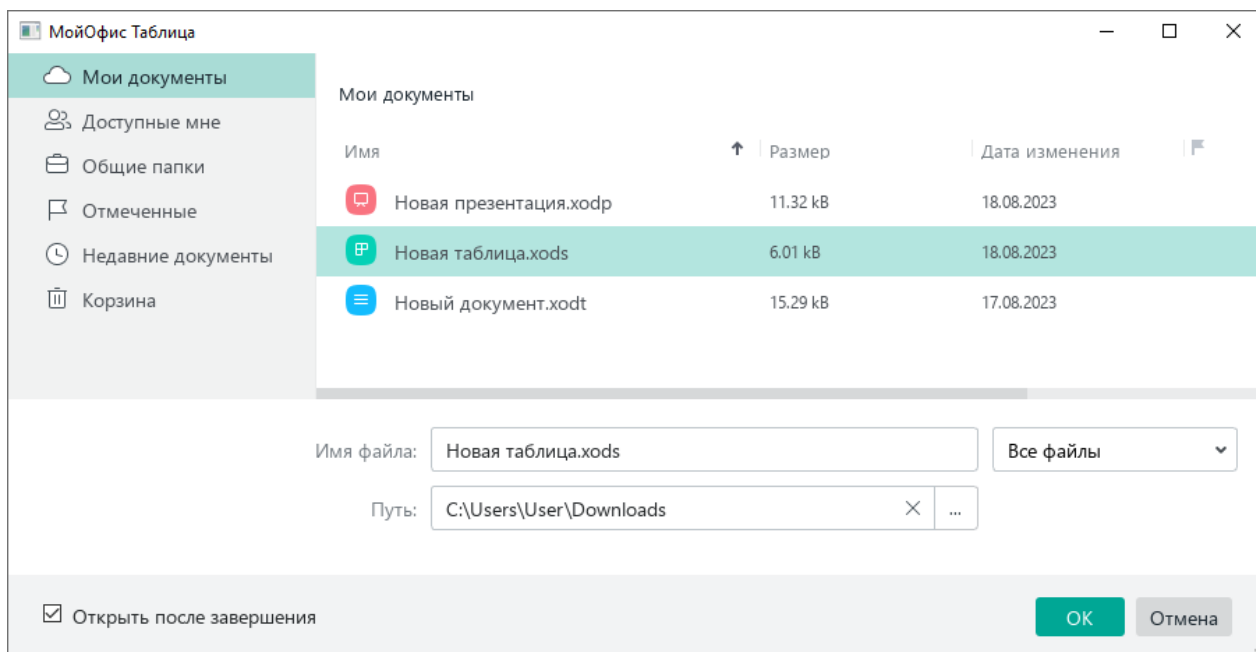 МойОфис Таблица
Мои документы
Доступные мне
Общие папки
Отмеченные
Недавние документы
Корзина
Мои документы
Имя Размер Дата изменения
Новая презентация.xodp 11.32 kB 18.08.2023
Новая таблица.xods 6.01 kB 18.08.2023
Новый документ.xodt 15.29 kB 17.08.2023
Имя файла: Новая таблица.xods Все файлы
Путь: C:\Users\User\Downloads ...
Открыть после завершения ОК Отмена